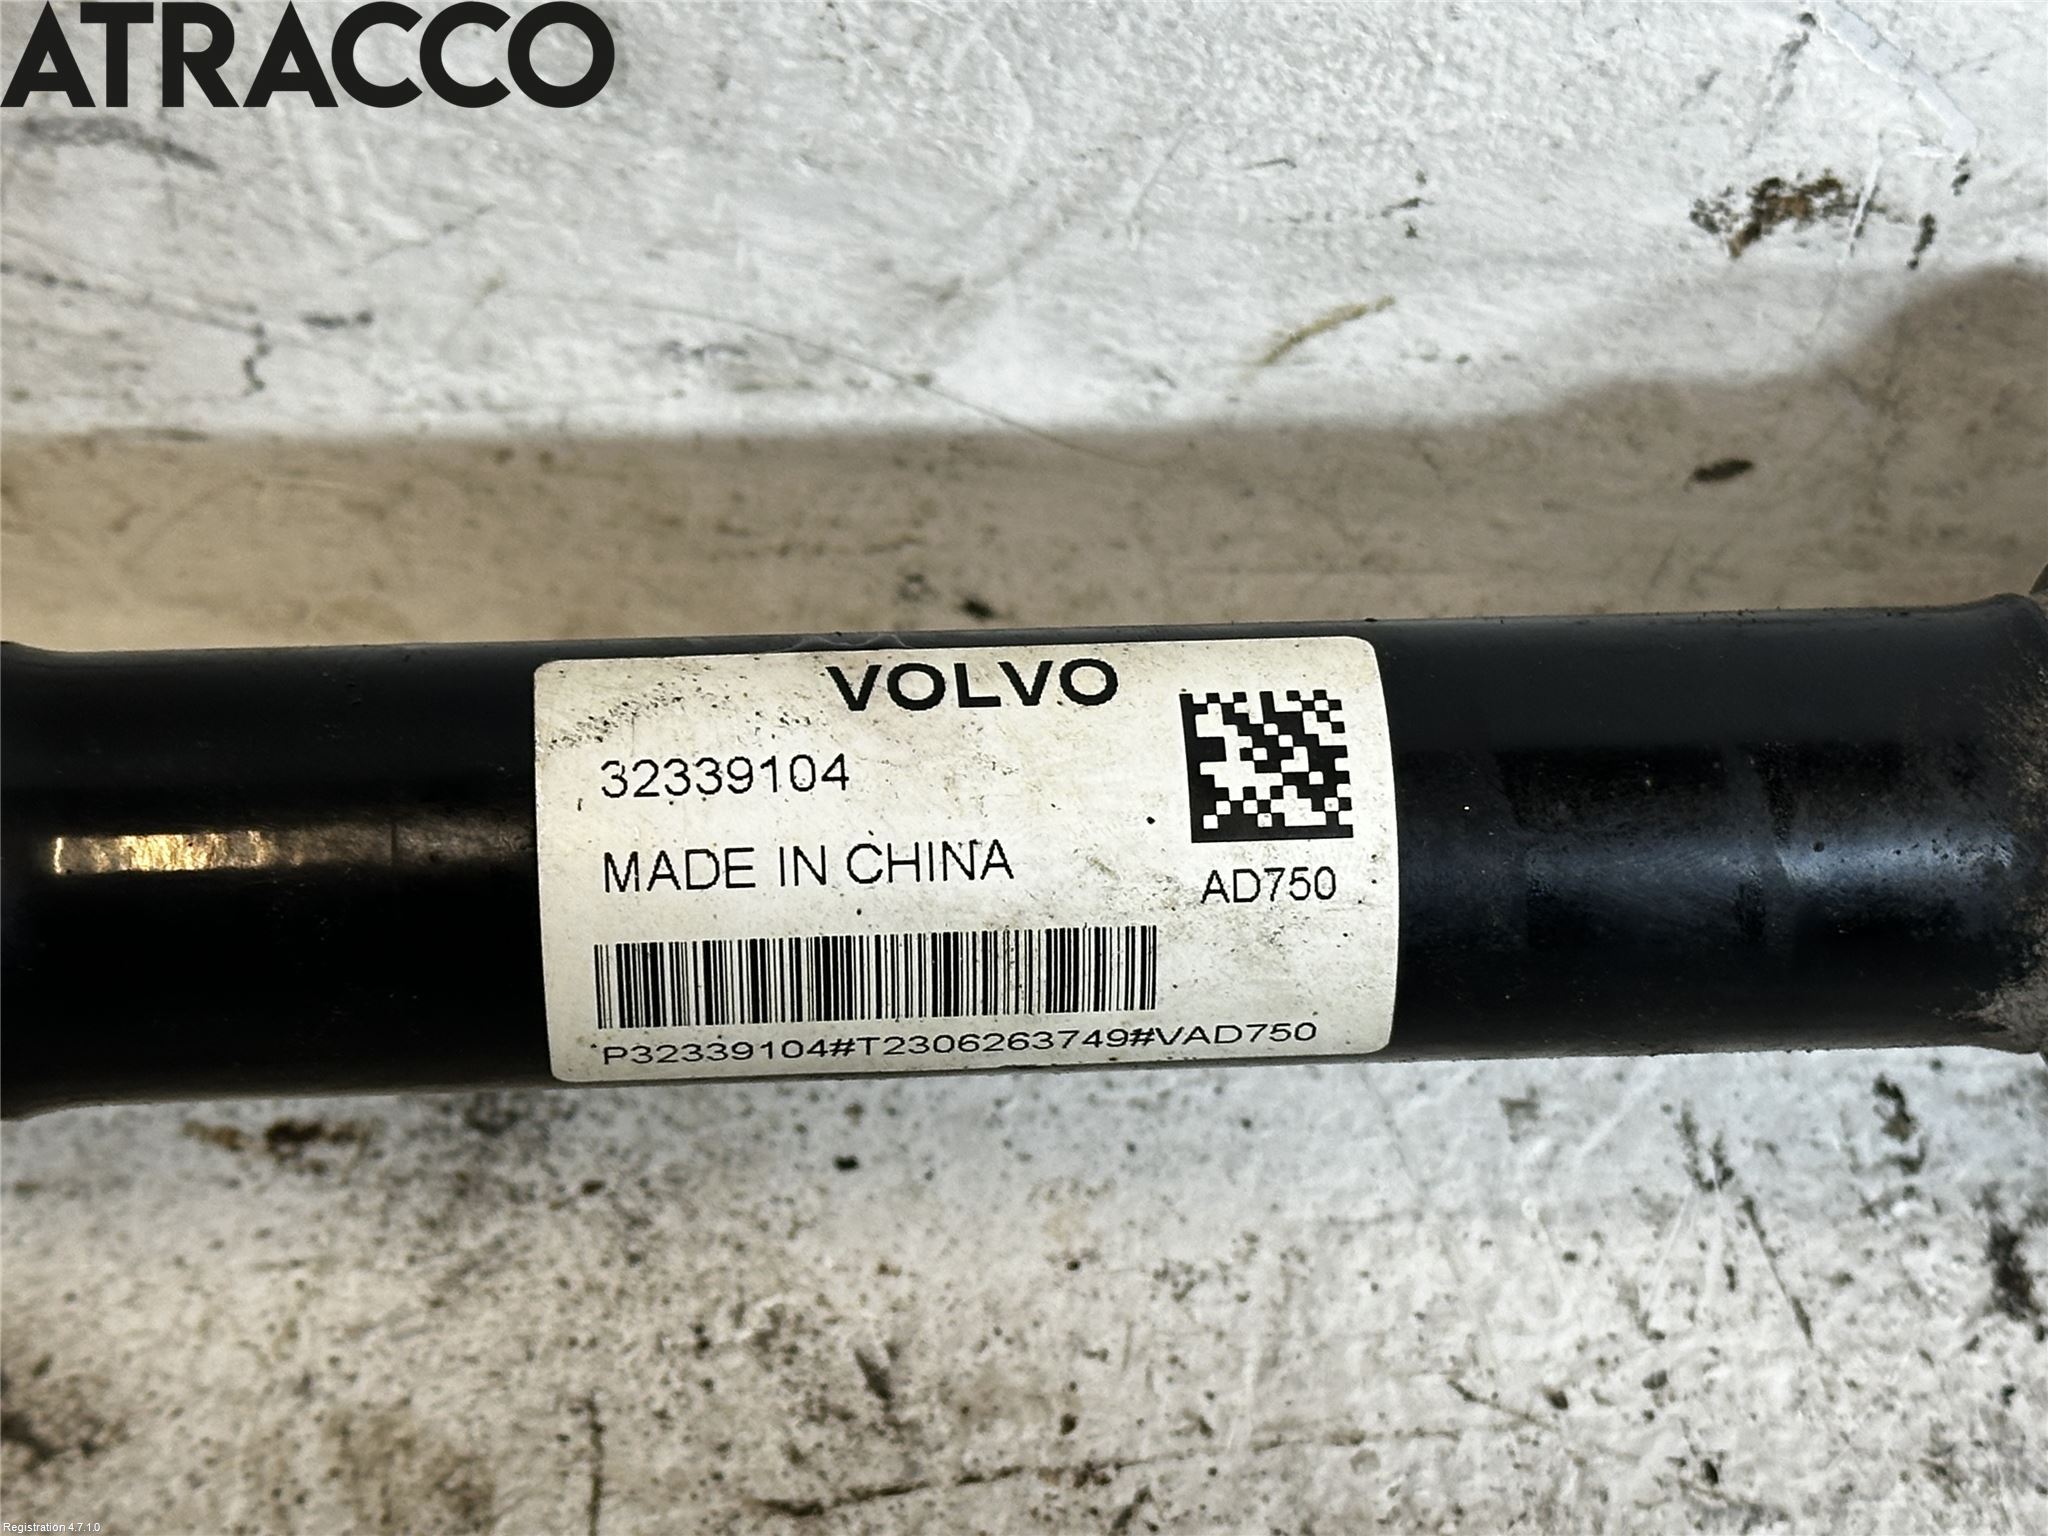 ATRACCO
VOLVO
32339104
MADE IN CHINA
AD750
P32339104#T2306263749#VAD750
Registration 4.7.1.0